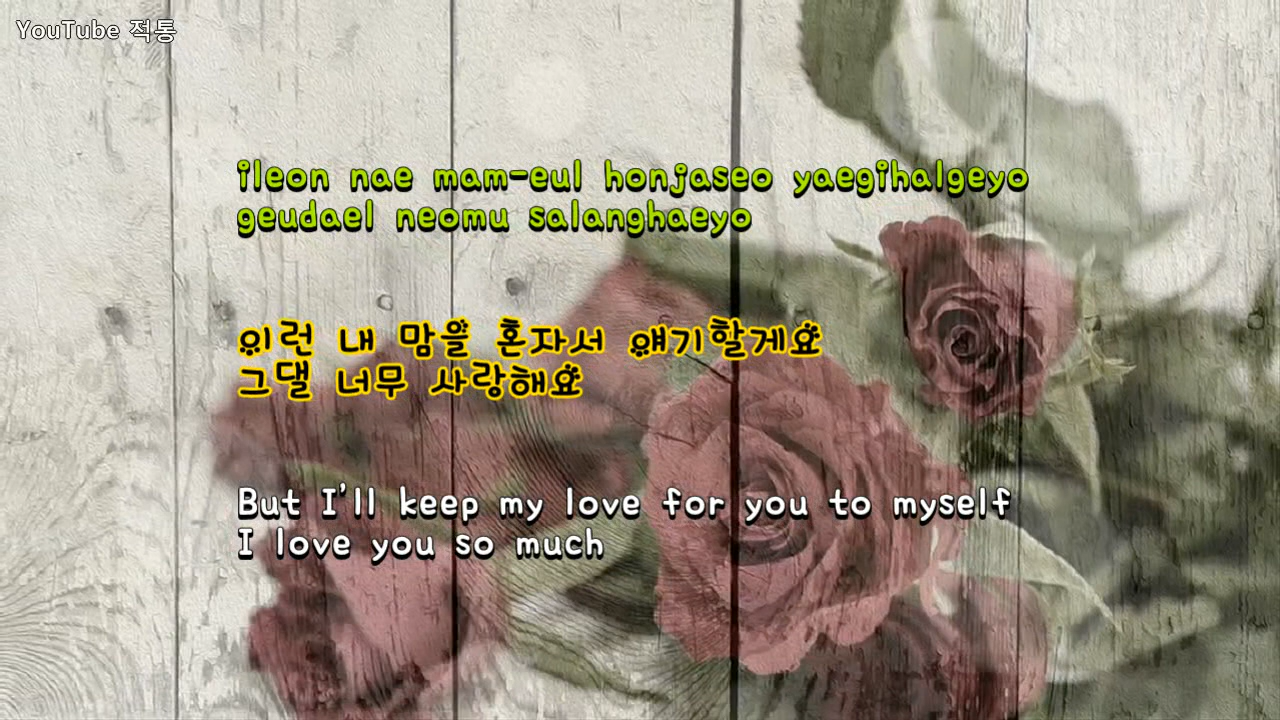 YouTube 적통
ileon nae mam-eul honjaseo yaegihalgeyo
geudael neomu salanghaeyo
이런 내 맘을 혼자서 얘기할게요
그댈 너무 사랑해요
But I'll keep my love for you to myself
I love you so much